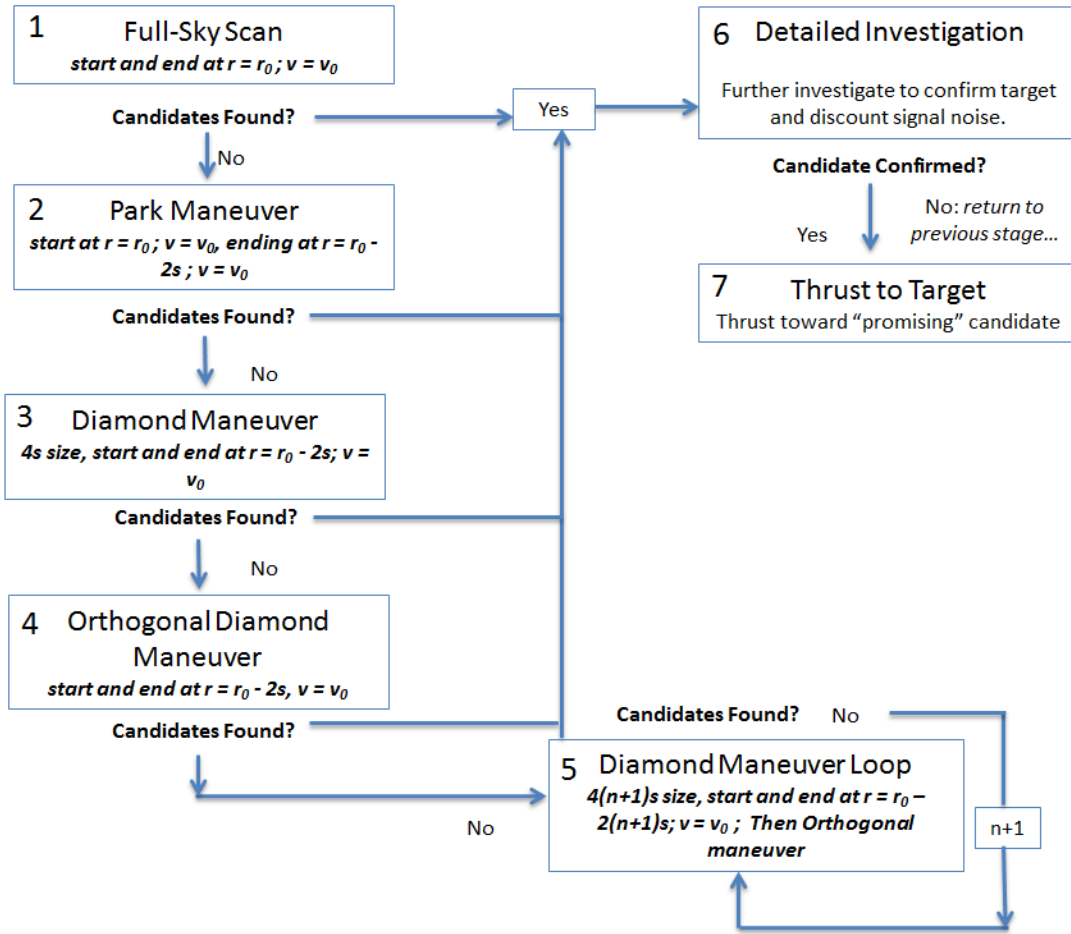 1
Full-Sky Scan
start and end at r = r0 ; v = v0
Candidates Found?
Yes
No
2
Park Maneuver
start at r = r0 ; v = v0, ending at r = r0 -
2s ; v = v0
Candidates Found?
No
3
Diamond Maneuver
4s size, start and end at r = r0 - 2s; v =
v0
Candidates Found?
No
4
Orthogonal Diamond
Maneuver
start and end at r = r0 - 2s, v = v0
Candidates Found?
No
Candidates Found?
No
5
Diamond Maneuver Loop
4(n+1)s size, start and end at r = r0 –
2(n+1)s; v = v0 ; Then Orthogonal
maneuver
n+1
6
Detailed Investigation
Further investigate to confirm target
and discount signal noise.
Candidate Confirmed?
Yes
No: return to
previous stage...
7
Thrust to Target
Thrust toward “promising” candidate